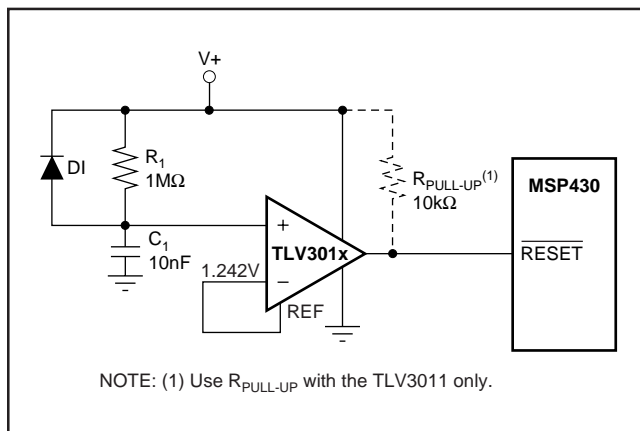 V+
DI
R1
1MΩ
RPULL-UP(1)
10kΩ
MSP430
C1
10nF
+
TLV301x
RESET
1.242V
−
REF
NOTE: (1) Use RPULL-UP with the TLV3011 only.